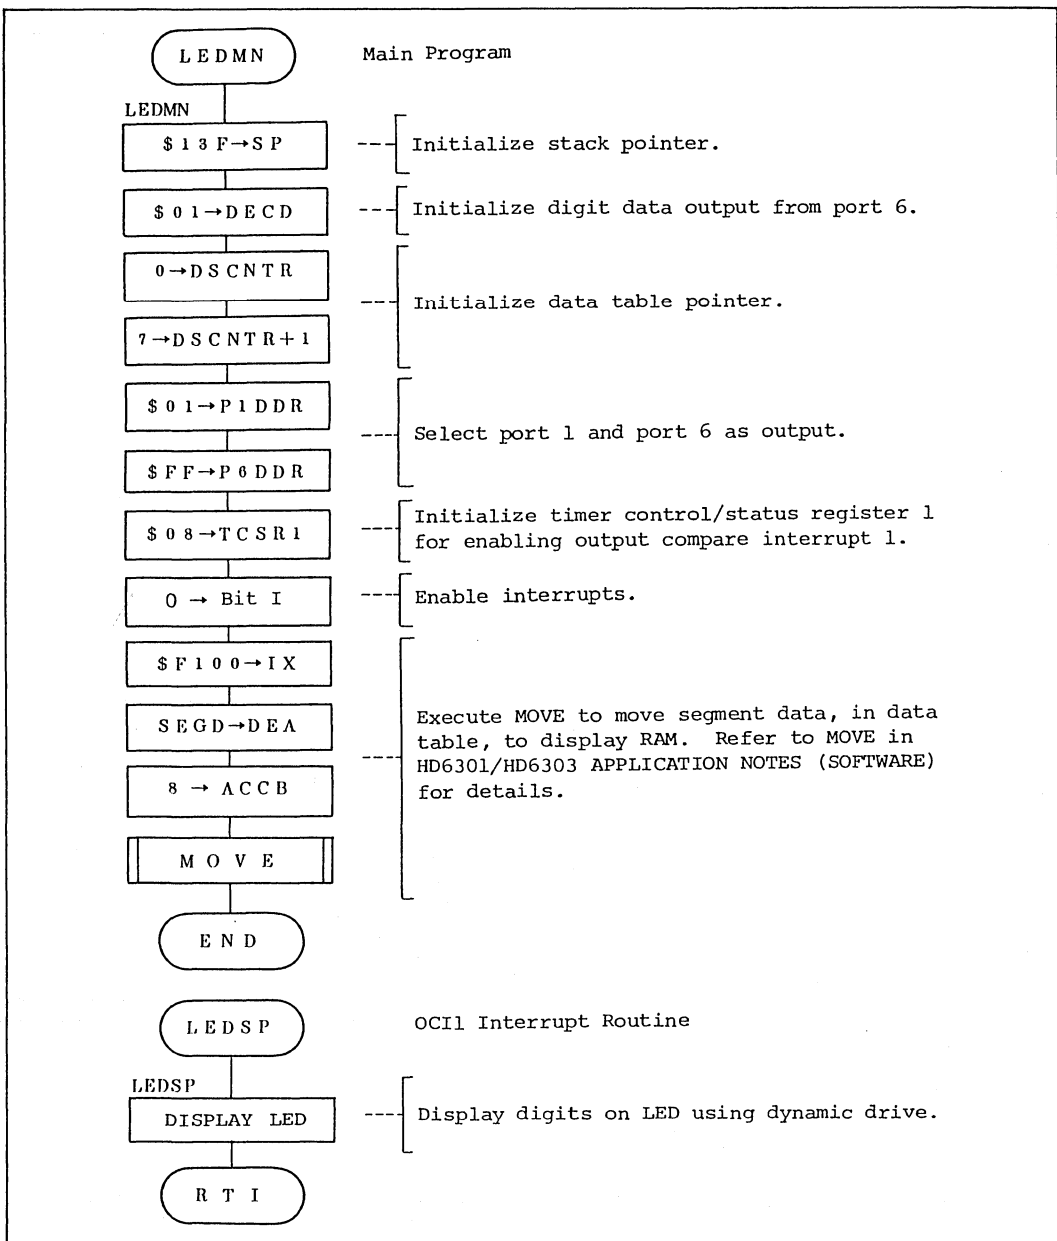 LEDMN
Main Program
LEDMN
$13F→SP
Initialize stack pointer.
$01→DECD
Initialize digit data output from port 6.
0→DSCNTR
Initialize data table pointer.
7→DSCNTR+1
$01→P1DDR
Select port 1 and port 6 as output.
$FF→P6DDR
$08→TCSR1
Initialize timer control/status register 1
for enabling output compare interrupt 1.
0 → Bit I
Enable interrupts.
$F100→IX
SEGD→DEA
Execute MOVE to move segment data, in data
table, to display RAM. Refer to MOVE in
HD6301/HD6303 APPLICATION NOTES (SOFTWARE)
for details.
8 → ACCB
MOVE
END
LEDSP
OCI1 Interrupt Routine
LEDSP
DISPLAY LED
Display digits on LED using dynamic drive.
RTI